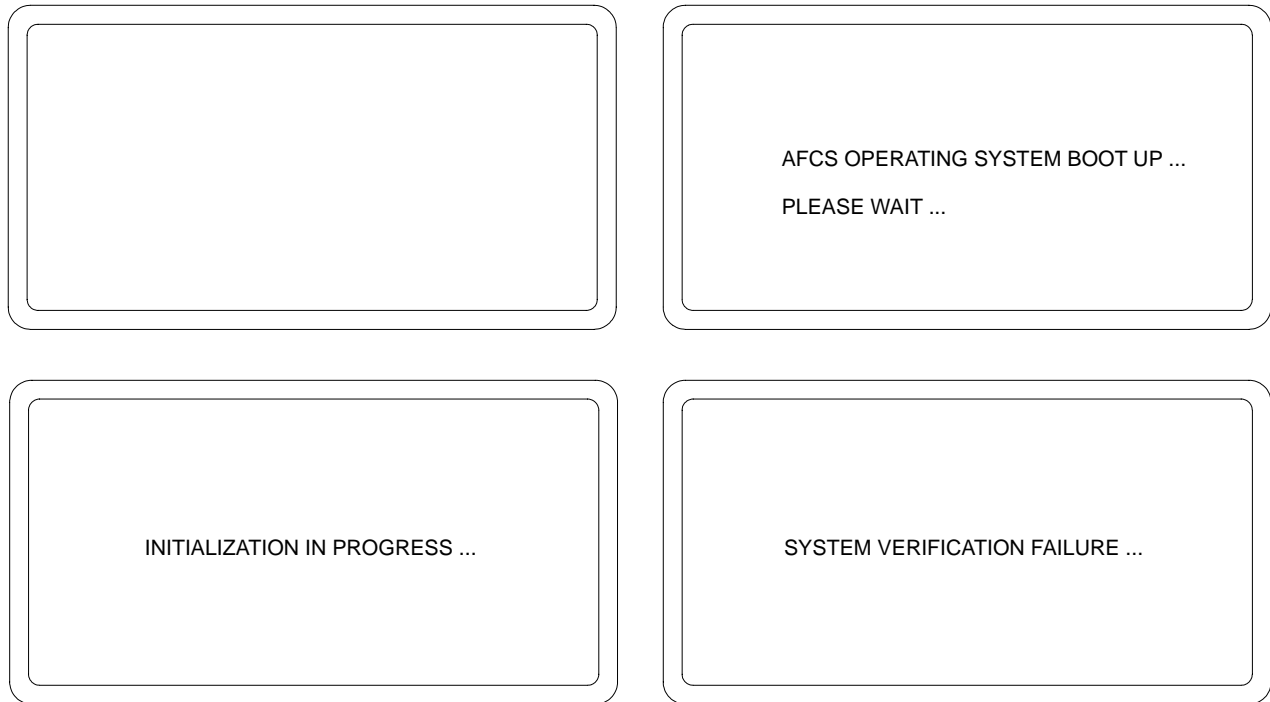 AFCS OPERATING SYSTEM BOOT UP ...
PLEASE WAIT ...
INITIALIZATION IN PROGRESS ...
SYSTEM VERIFICATION FAILURE ...